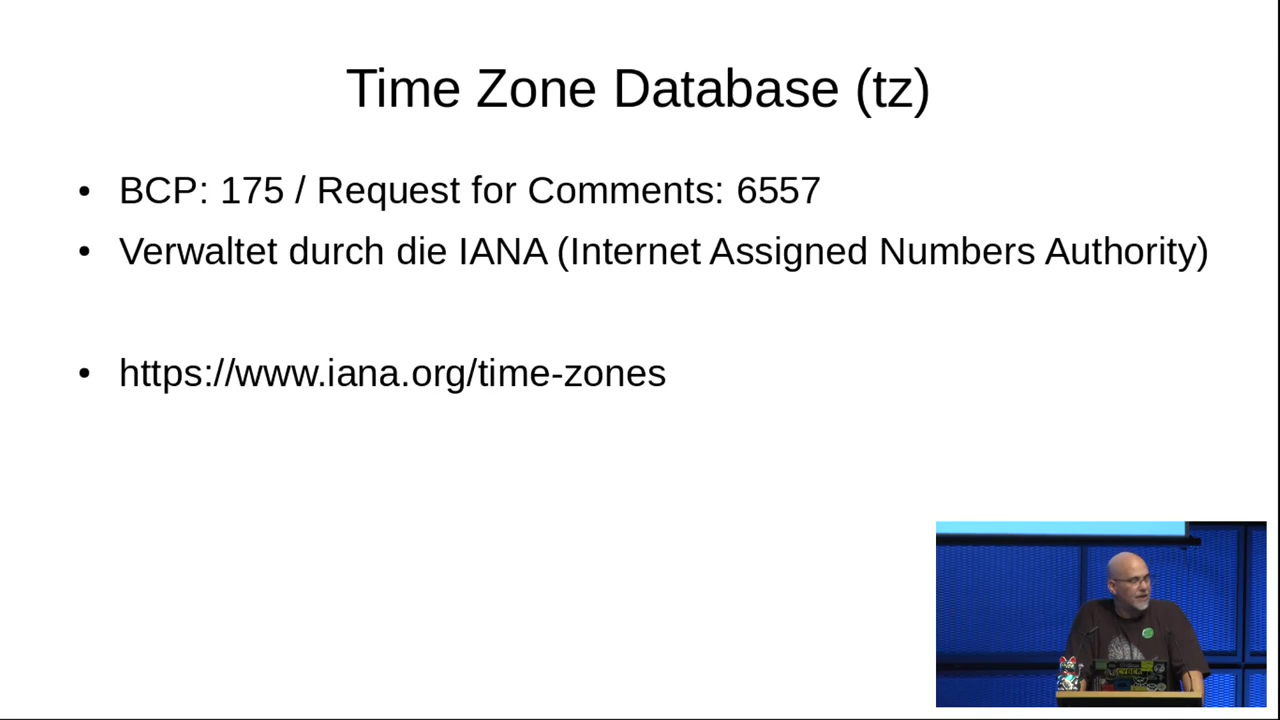 Time Zone Database (tz)
• BCP: 175 / Request for Comments: 6557
• Verwaltet durch die IANA (Internet Assigned Numbers Authority)
• https://www.iana.org/time-zones